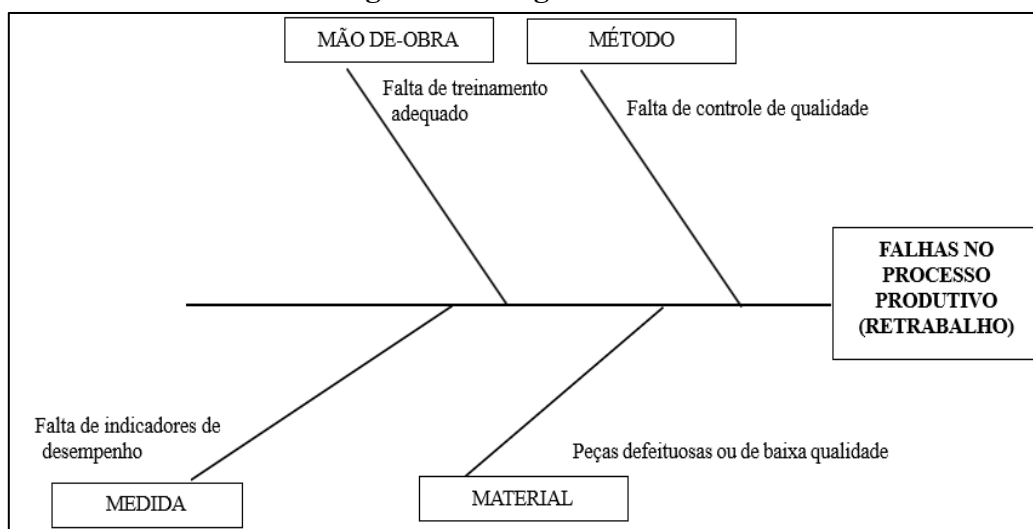 MÃO DE-OBRA
MÉTODO
Falta de treinamento
adequado
Falta de controle de qualidade
FALHAS NO
PROCESSO
PRODUTIVO
(RETRABALHO)
Falta de indicadores de
desempenho
Peças defeituosas ou de baixa qualidade
MEDIDA
MATERIAL